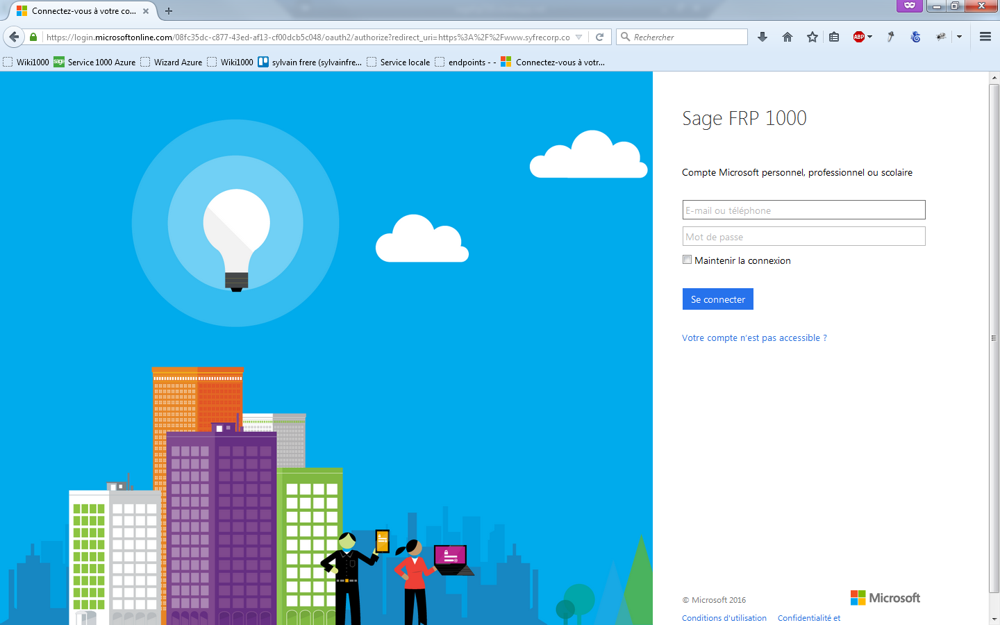 Connectez-vous à votre co...
https://login.microsoftonline.com/08fc35dc-c877-43ed-af13-cf00dcb5c048/oauth2/authorize?redirect_uri=https%3A%2F%2Fwww.syfrecorp.co
Rechercher
ABP
Wiki1000
sage Service 1000 Azure
Wizard Azure
Wiki1000
sylvain frere (sylvainfre...
Service locale
endpoints - -
Connectez-vous à votr...
Sage FRP 1000
Compte Microsoft personnel, professionnel ou scolaire
E-mail ou téléphone
Mot de passe
Maintenir la connexion
Se connecter
Votre compte n'est pas accessible ?
© Microsoft 2016
Microsoft
Conditions d'utilisation Confidentialité et